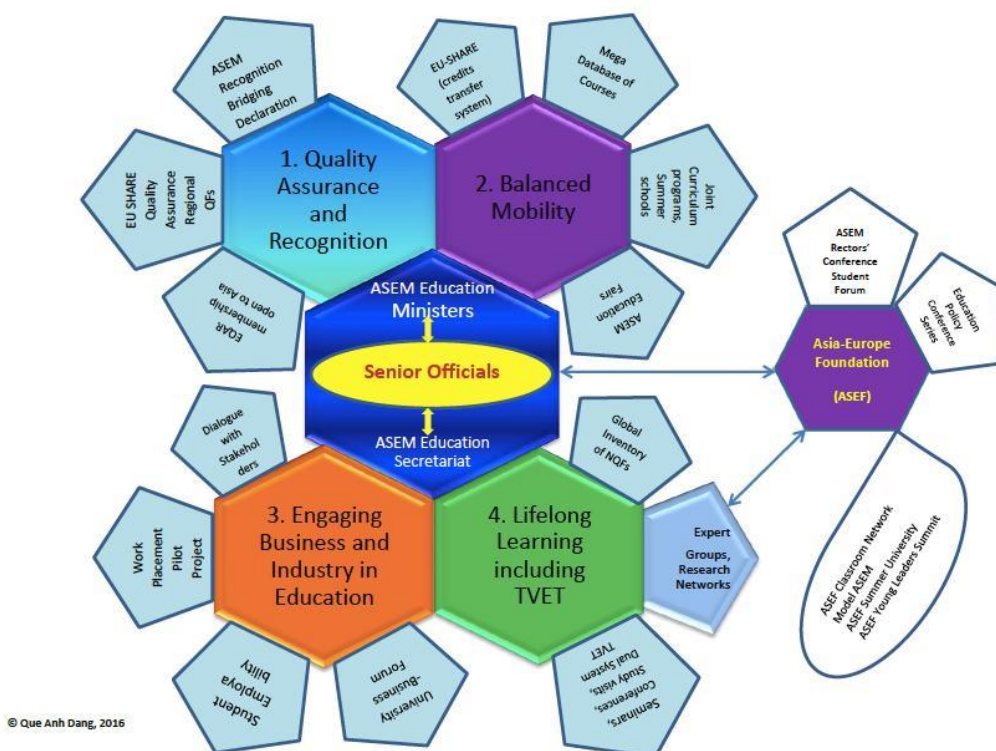 ASEM
Recognition
Bridging
Declaration
EU-SHARE
(credits
transfer
system)
Mega
Database of
Courses
EU SHARE
Quality
Assurance
Regional
QFs
1. Quality
Assurance
and
Recognition
2. Balanced
Mobility
Joint
Curriculum
programs,
Summer
schools
EQAR
membership
open to Asia
ASEM
Education
Fairs
ASEM Education
Ministers
Senior Officials
ASEM Education
Secretariat
ASEM
Rectors'
Conference
Student
Forum
Education
Policy
Conference
Series
Asia-Europe
Foundation
(ASEF)
Dialogue
with
Stakehol
ders
Global
Inventory
of NQFs
Work
Placement
Pilot
Project
3. Engaging
Business and
Industry in
Education
4. Lifelong
Learning
including
TVET
Expert
Groups,
Research
Networks
ASEF Classroom Network
Model ASEM
ASEF Summer University
ASEF Young Leaders Summit
Student
Employa
bility
University
-Business
Forum
Seminars,
Conferences,
Study visits,
Dual System
TVET
© Que Anh Dang, 2016